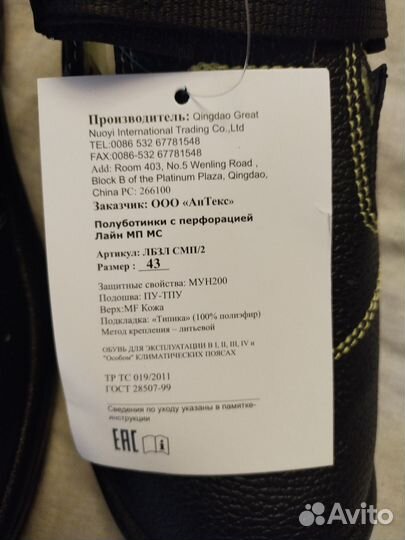 Производитель: Qingdao Great
Nuoyi International Trading Co.,Ltd
TEL:0086 532 67781548
FAX:0086-532 67781548
Add: Room 403, No.5 Wenling Road ,
Block B of the Platinum Plaza, Qingdao,
China PC: 266100
Заказчик: ООО «АнТекс»
Полуботинки с перфорацией
Лайн МП МС
Артикул: ЛБЗЛ СМП/2
Размер : 43
Защитные свойства: МУН200
Подошва: ПУ-ТПУ
Верх:MF Кожа
Подкладка: «Типика» (100% полиэфир)
Метод крепления – литьевой
ОБУВЬ ДЛЯ ЭКСПЛУАТАЦИИ В I, II, III, IV и
"Особом" КЛИМАТИЧЕСКИХ ПОЯСАХ
ТР ТС 019/2011
ГОСТ 28507-99
Сведения по уходу указаны в памятке-
инструкции
EAC
Avito